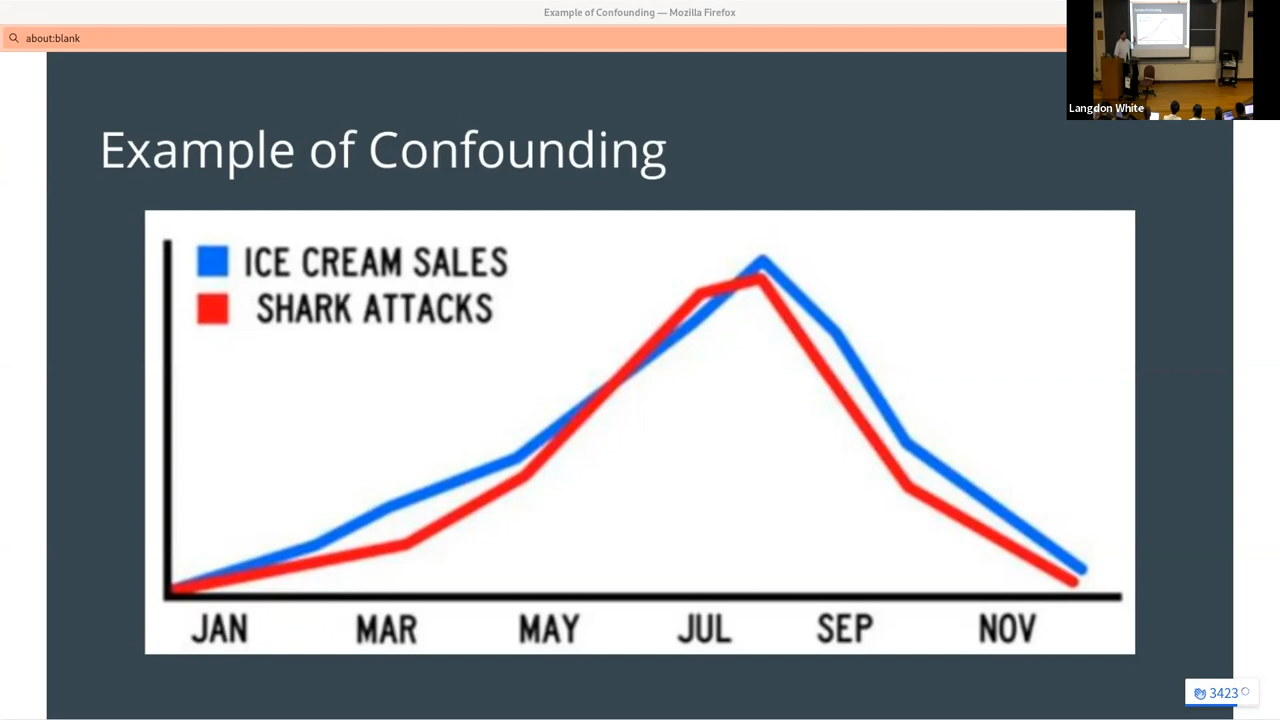 Example of Confounding — Mozilla Firefox
about:blank
Langdon White
Example of Confounding
ICE CREAM SALES
SHARK ATTACKS
JAN MAR MAY JUL SEP NOV
3423